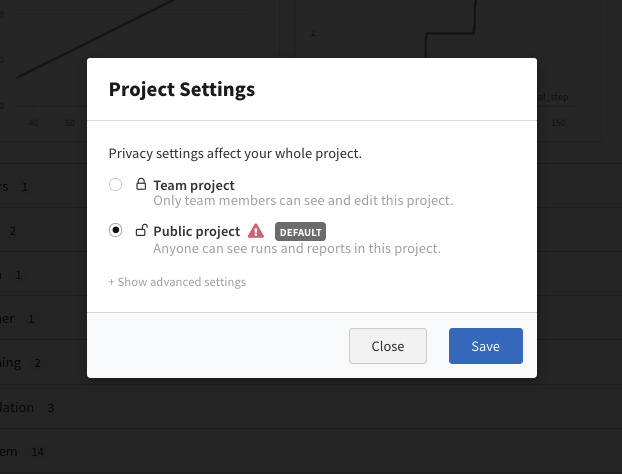 2
40
60
al_step
150
Project Settings
Privacy settings affect your whole project.
Team project
Only team members can see and edit this project.
Public project DEFAULT
Anyone can see runs and reports in this project.
+ Show advanced settings
Close Save
rs 1
2
1
ner 1
ning 2
lation 3
em 14